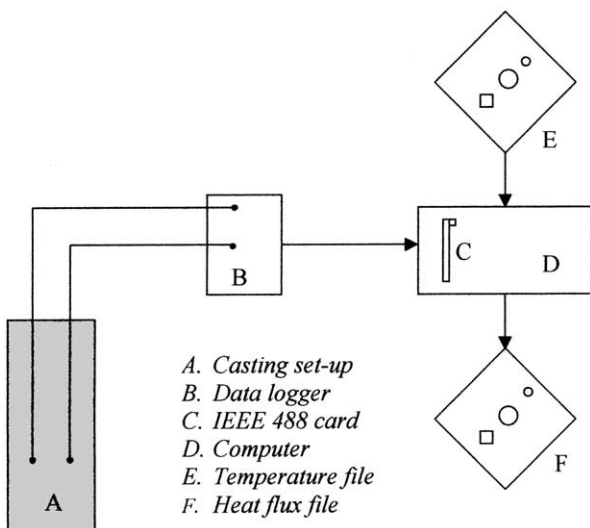 E
C
D
B
A. Casting set-up
B. Data logger
C. IEEE 488 card
D. Computer
E. Temperature file
F. Heat flux file
A
F